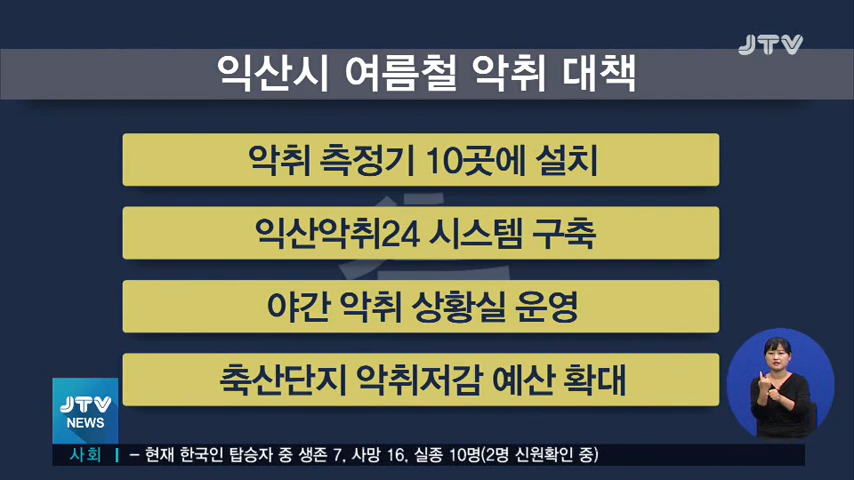 JTV
익산시 여름철 악취 대책
악취 측정기 10곳에 설치
익산악취24 시스템 구축
야간 악취 상황실 운영
축산단지 악취저감 예산 확대
JTV
NEWS
사회 | - 현재 한국인 탑승자 중 생존 7, 사망 16, 실종 10명(2명 신원확인 중)